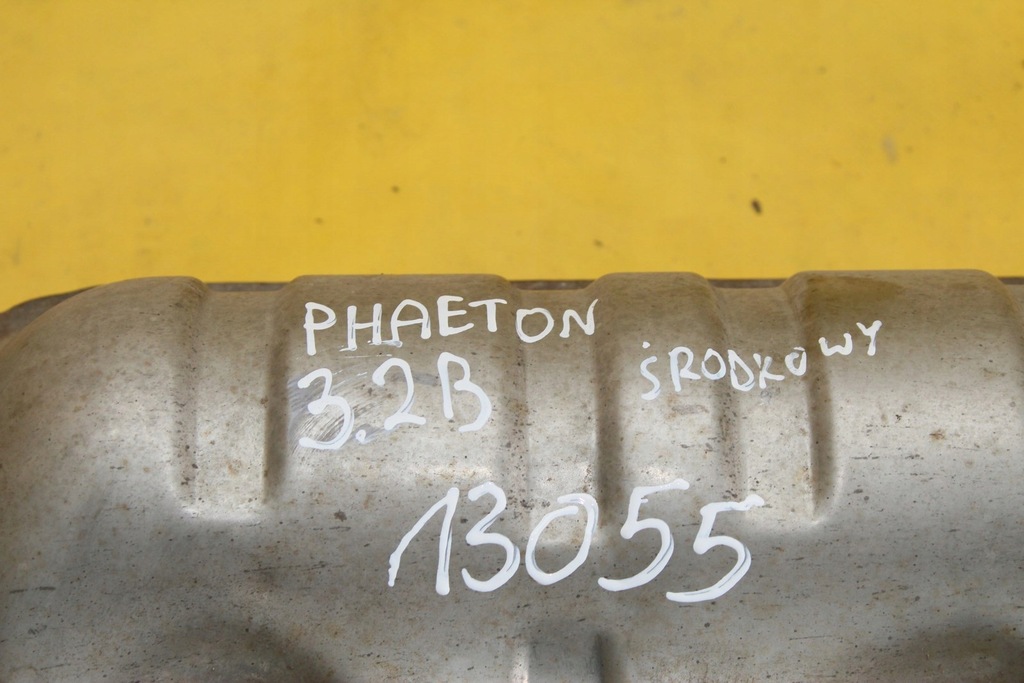 PHAETON
3.2B
ŚRODKOWY
13055